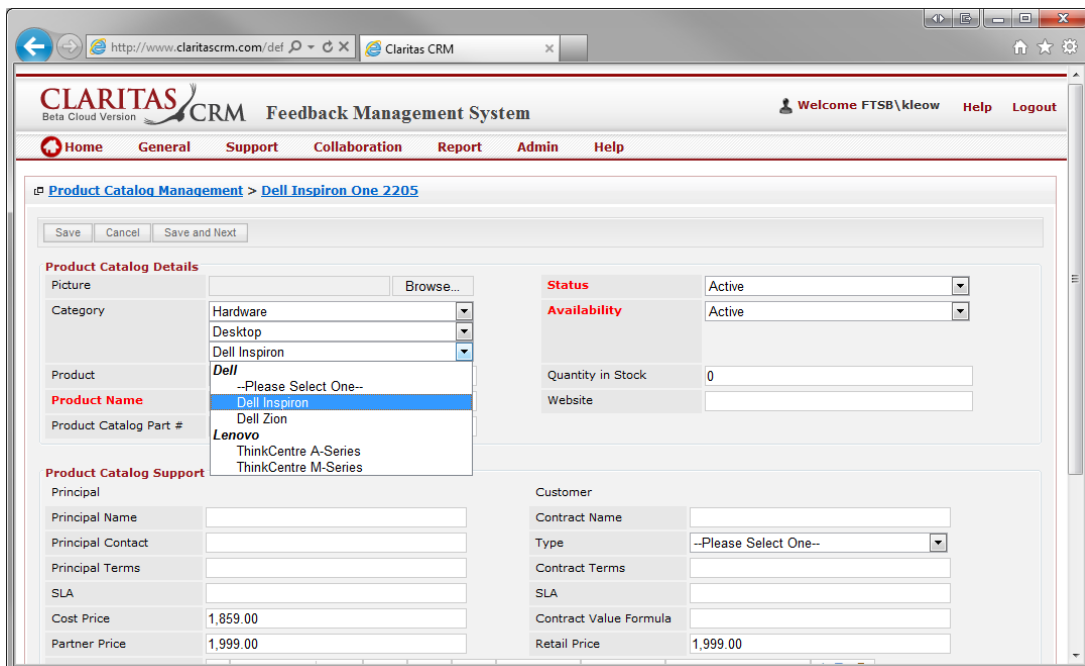 http://www.claritascrm.com/def
Claritas CRM
CLARITAS CRM
Beta Cloud Version
Feedback Management System
Welcome FTSB\kleow Help Logout
Home General Support Collaboration Report Admin Help
Product Catalog Management > Dell Inspiron One 2205
Save Cancel Save and Next
Product Catalog Details
Picture Browse... Status Active
Category Hardware Availability Active
Desktop
Dell Inspiron
Dell
Product Quantity in Stock 0
--Please Select One--
Product Name Dell Inspiron Website
Dell Zion
Product Catalog Part #
Lenovo
ThinkCentre A-Series
ThinkCentre M-Series
Product Catalog Support
Principal Customer
Principal Name Contract Name
Principal Contact Type --Please Select One--
Principal Terms Contract Terms
SLA SLA
Cost Price 1,859.00 Contract Value Formula
Partner Price 1,999.00 Retail Price 1,999.00